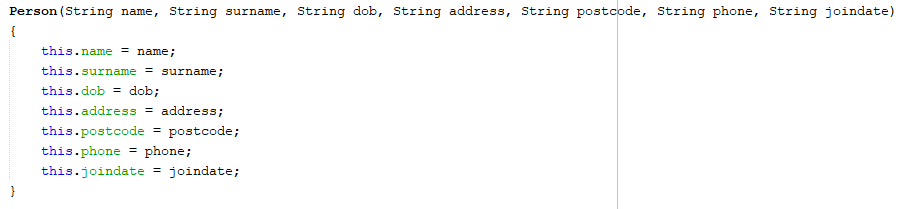 Person(String name, String surname, String dob, String address, String postcode, String phone, String joindate)
{
this.name = name;
this.surname = surname;
this.dob = dob;
this.address = address;
this.postcode = postcode;
this.phone = phone;
this.joindate = joindate;
}